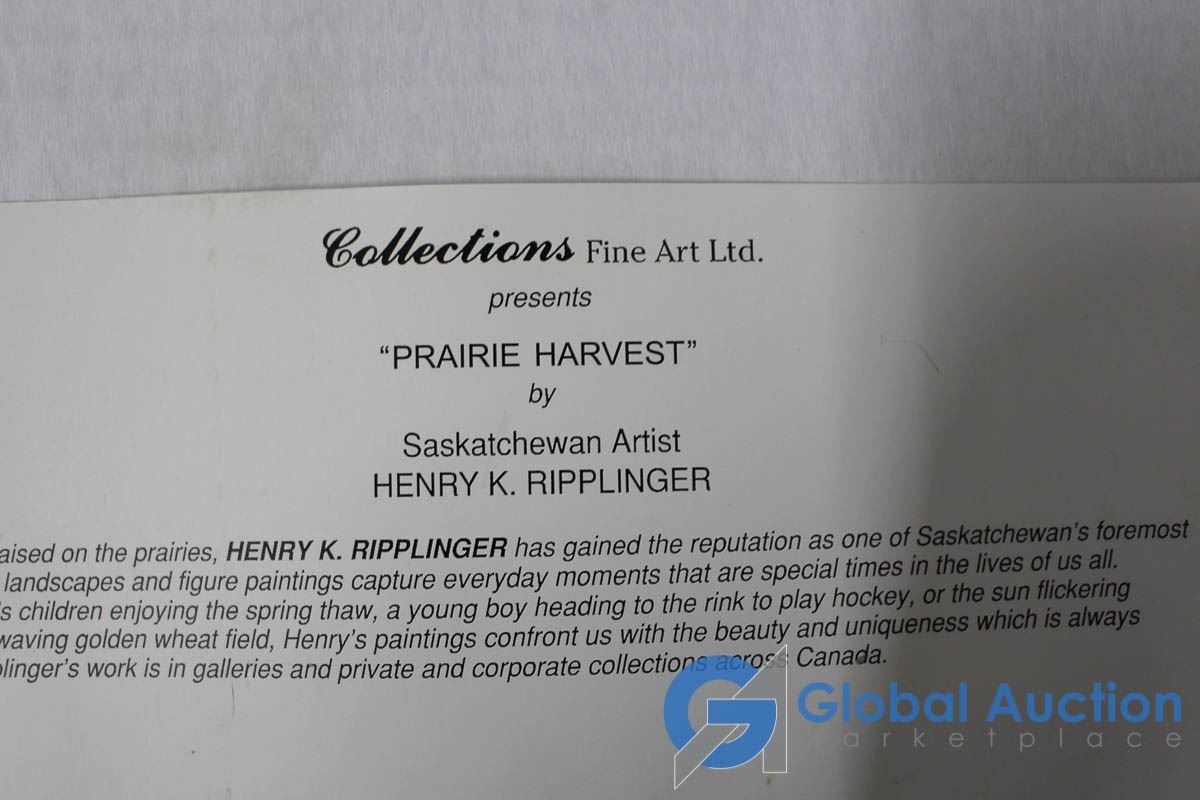 Collections Fine Art Ltd.
presents
“PRAIRIE HARVEST”
by
Saskatchewan Artist
HENRY K. RIPPLINGER
on the prairies, HENRY K. RIPPLINGER has gained the reputation as one of Saskatchewan’s foremost
landscapes and figure paintings capture everyday moments that are special times in the lives of us all.
children enjoying the spring thaw, a young boy heading to the rink to play hockey, or the sun flickering
waving golden wheat field, Henry’s paintings confront us with the beauty and uniqueness which is always
work is in galleries and private and corporate collections across Canada.
Global Auction
arketplace